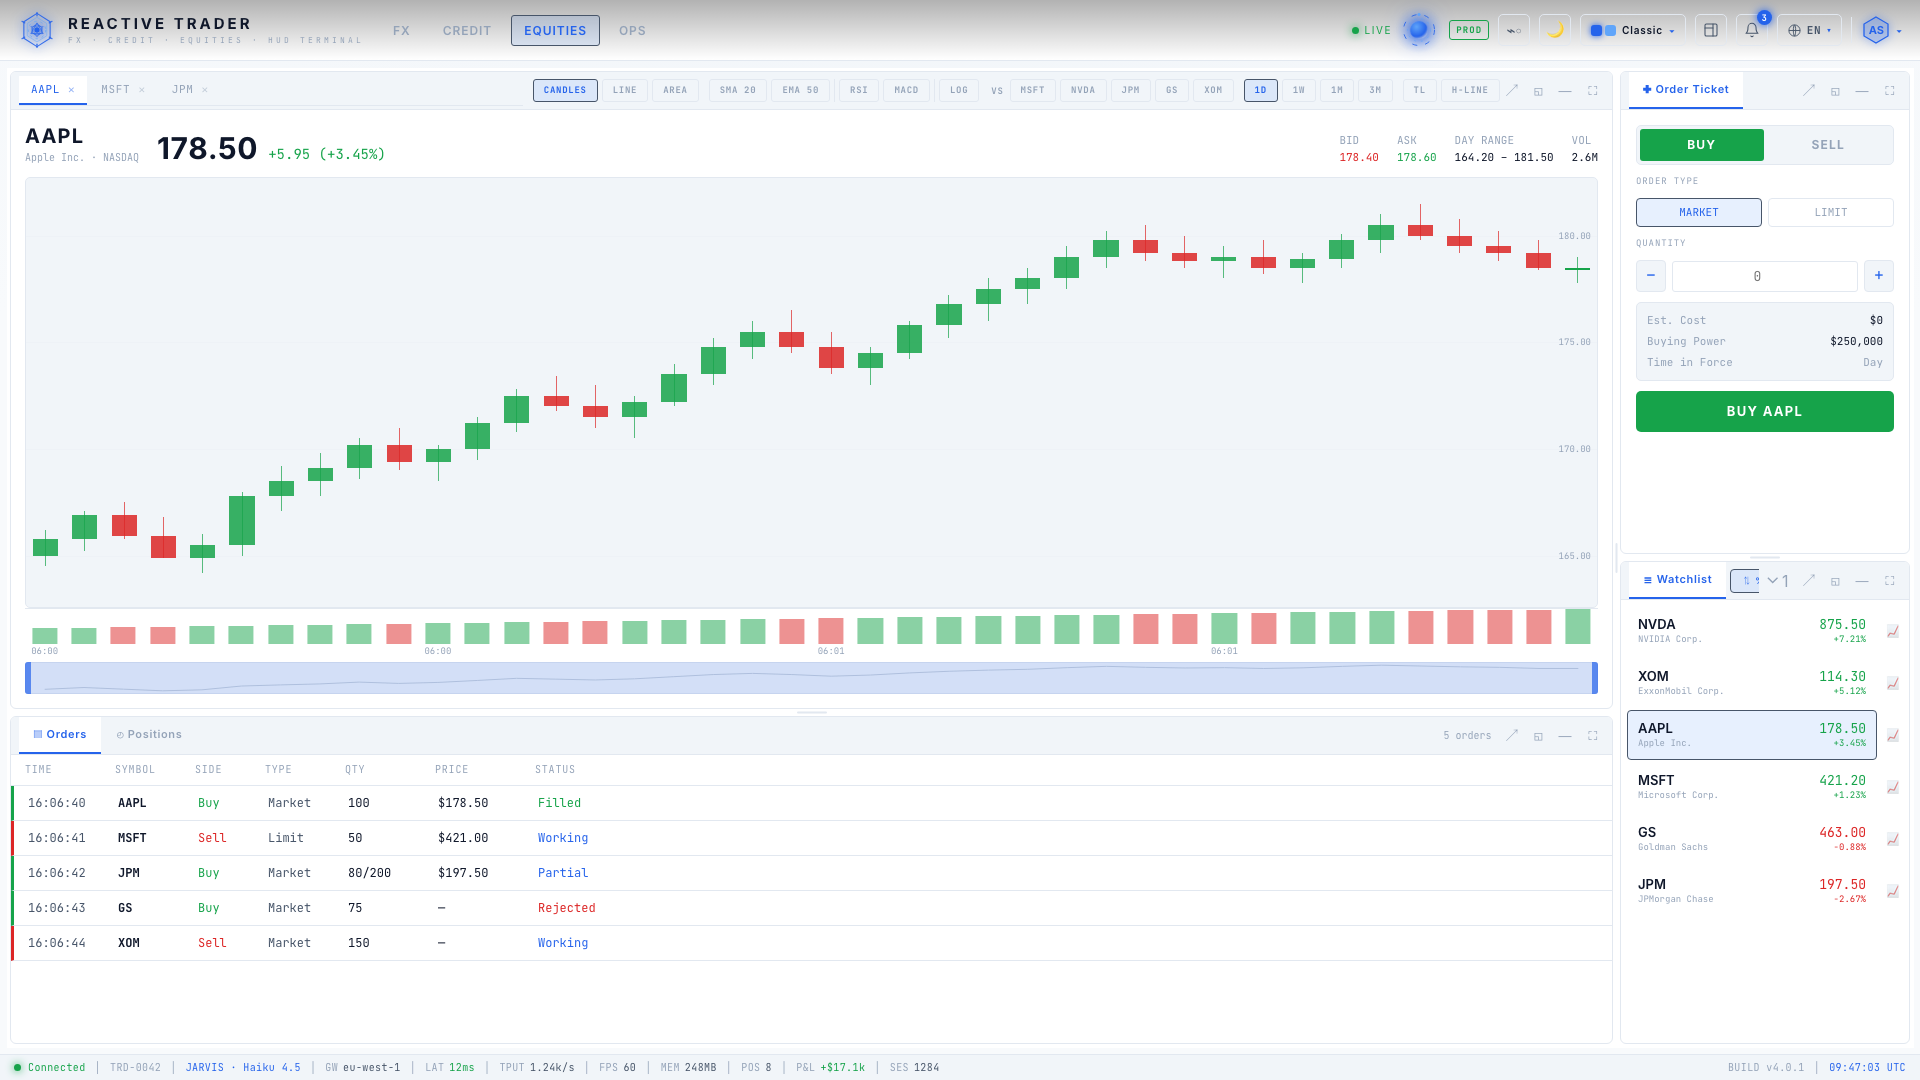 REACTIVE TRADER
FX · CREDIT · EQUITIES · HUD TERMINAL
FX CREDIT EQUITIES OPS
LIVE PROD Classic 3 EN AS
AAPL × MSFT × JPM ×
CANDLES LINE AREA SMA 20 EMA 50 RSI MACD LOG VS MSFT NVDA JPM GS XOM 1D 1W 1M 3M TL H-LINE
AAPL
Apple Inc. · NASDAQ
178.50 +5.95 (+3.45%)
BID ASK DAY RANGE VOL
178.40 178.60 164.20 – 181.50 2.6M
180.00
175.00
170.00
165.00
06:00 06:00 06:01 06:01
Orders Positions
5 orders
TIME SYMBOL SIDE TYPE QTY PRICE STATUS
16:06:40 AAPL Buy Market 100 $178.50 Filled
16:06:41 MSFT Sell Limit 50 $421.00 Working
16:06:42 JPM Buy Market 80/200 $197.50 Partial
16:06:43 GS Buy Market 75 — Rejected
16:06:44 XOM Sell Market 150 — Working
Order Ticket
BUY SELL
ORDER TYPE
MARKET LIMIT
QUANTITY
− 0 +
Est. Cost $0
Buying Power $250,000
Time in Force Day
BUY AAPL
Watchlist
1
NVDA 875.50
NVIDIA Corp. +7.21%
XOM 114.30
ExxonMobil Corp. +5.12%
AAPL 178.50
Apple Inc. +3.45%
MSFT 421.20
Microsoft Corp. +1.23%
GS 463.00
Goldman Sachs -0.88%
JPM 197.50
JPMorgan Chase -2.67%
Connected TRD-0042 JARVIS · Haiku 4.5 GW eu-west-1 LAT 12ms TPUT 1.24k/s FPS 60 MEM 248MB POS 8 P&L +$17.1k SES 1284
BUILD v4.0.1 09:47:03 UTC